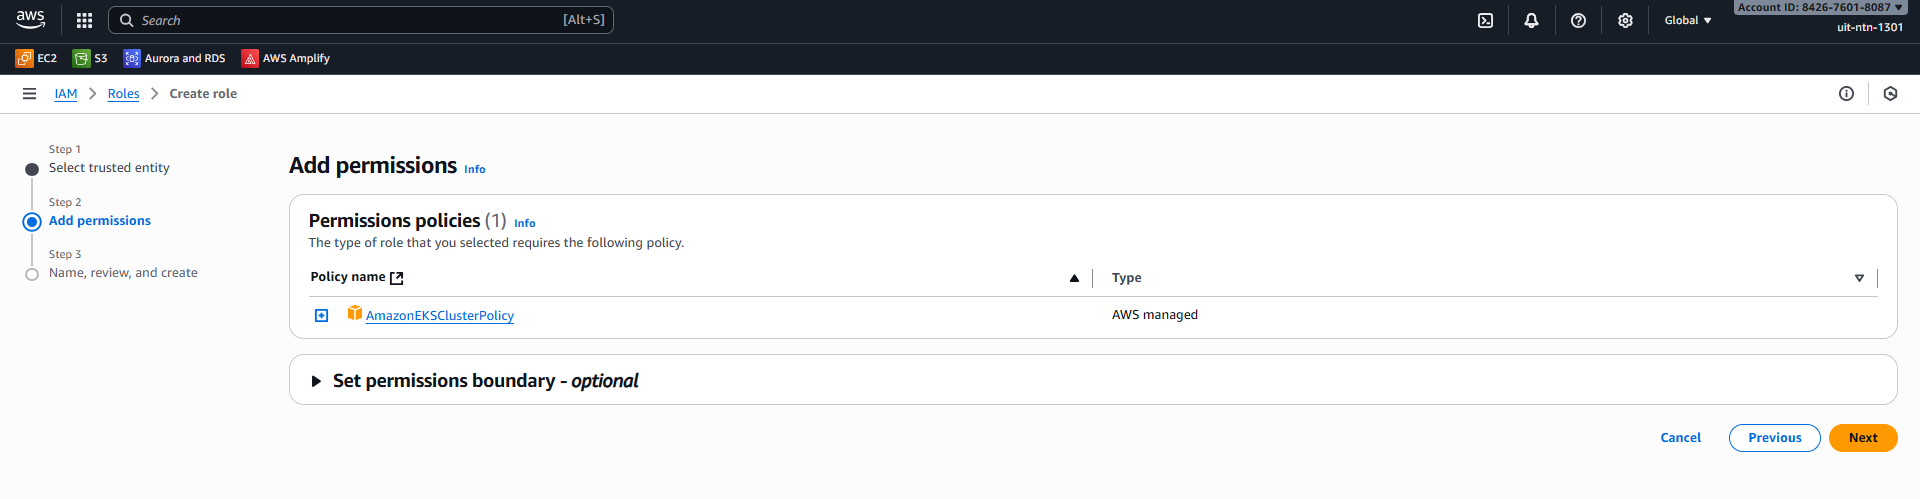 aws
Search [Alt+S]
Global
Account ID: 8426-7601-8087
uit-ntn-1301
EC2 S3 Aurora and RDS AWS Amplify
IAM Roles Create role
Step 1
Select trusted entity
Step 2
Add permissions
Step 3
Name, review, and create
Add permissions Info
Permissions policies (1) Info
The type of role that you selected requires the following policy.
Policy name Type
AmazonEKSClusterPolicy AWS managed
Set permissions boundary - optional
Cancel Previous Next